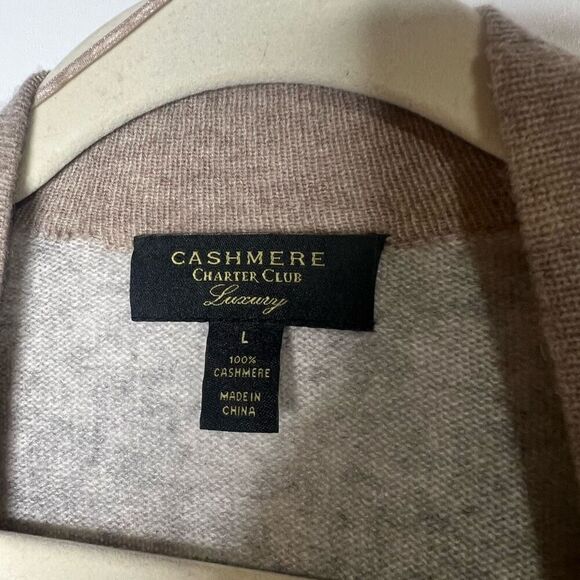 CASHMERE
CHARTER CLUB
Luxury
L
100%
CASHMERE
MADE IN
CHINA